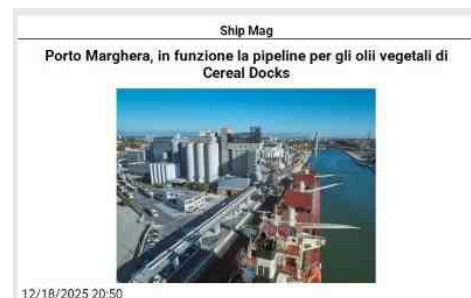 Ship Mag
Porto Marghera, in funzione la pipeline per gli olii vegetali di
Cereal Docks
12/18/2025 20:50